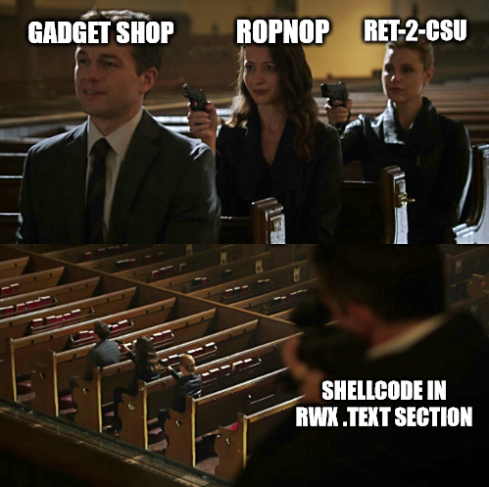 GADGET SHOP
ROPNOP
RET-2-CSU
SHELLCODE IN
RWX .TEXT SECTION